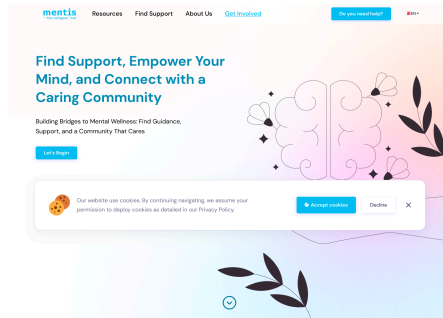 mentis
Resources
Find Support
About Us
Get Involved
Do you need help?
EN
Find Support, Empower Your
Mind, and Connect with a
Caring Community
Building Bridges to Mental Wellness: Find Guidance,
Support, and a Community That Cares
Let's Begin
Our website use cookies. By continuing navigating, we assume your
permission to deploy cookies as detailed in our Privacy Policy.
Accept cookies
Decline